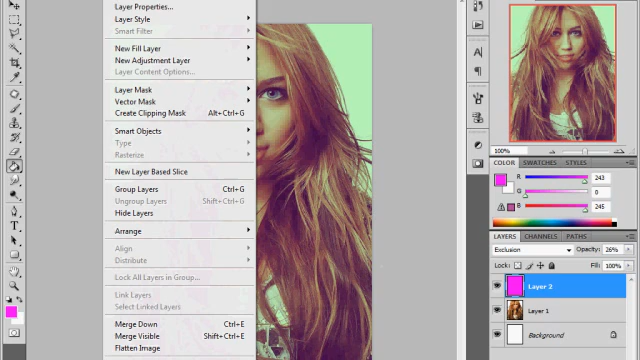 Layer Properties...
Layer Style
Smart Filter
New Fill Layer
New Adjustment Layer
Layer Content Options...
Layer Mask
Vector Mask
Create Clipping Mask Alt+Ctrl+G
Smart Objects
Type
Rasterize
New Layer Based Slice
Group Layers Ctrl+G
Ungroup Layers Shift+Ctrl+G
Hide Layers
Arrange
Align
Distribute
Lock All Layers in Group...
Link Layers
Select Linked Layers
Merge Down Ctrl+E
Merge Visible Shift+Ctrl+E
Flatten Image
100%
COLOR SWATCHES STYLES
R 243
G 0
B 245
LAYERS CHANNELS PATHS
Exclusion Opacity: 26%
Lock: Fill: 100%
Layer 2
Layer 1
Background